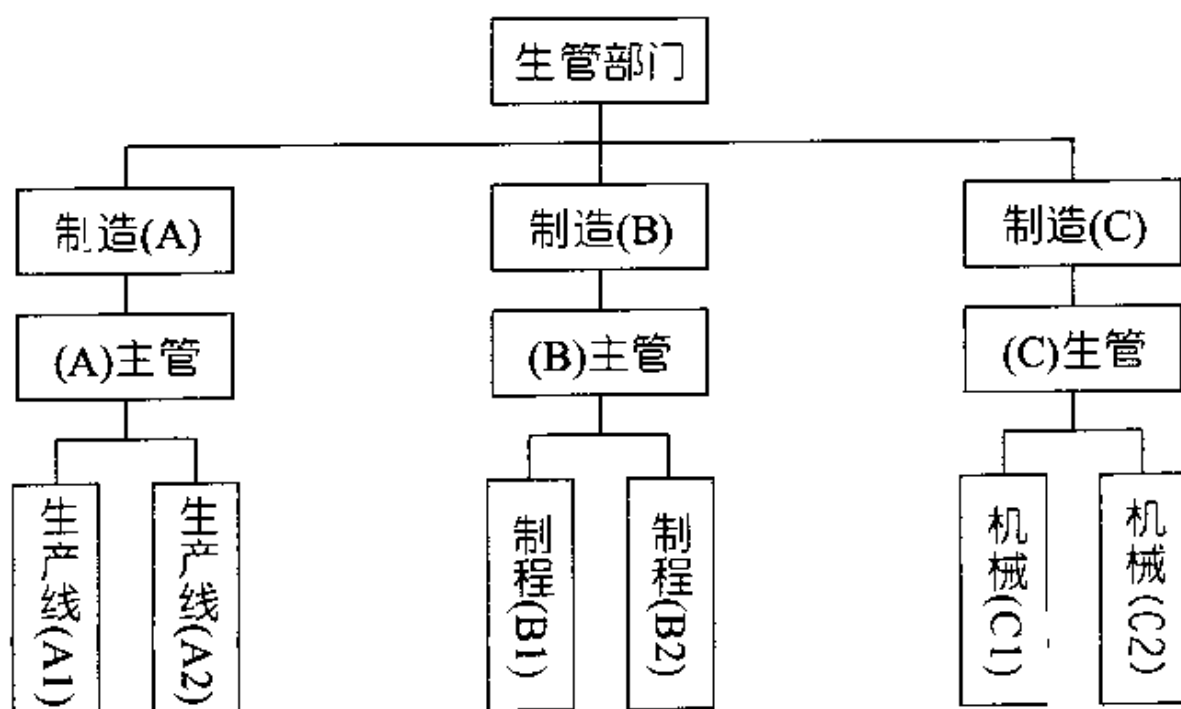 生管部门
制造(A)
制造(B)
制造(C)
(A)主管
(B)主管
(C)生管
生产线(A1)
生产线(A2)
制程(B1)
制程(B2)
机械(C1)
机械(C2)